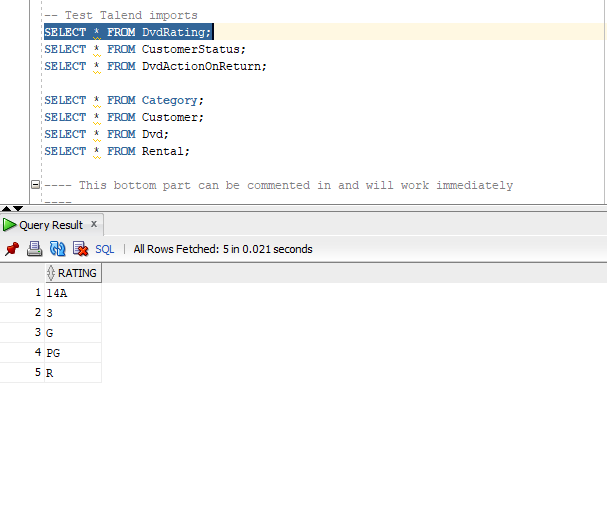 -- Test Talend imports
SELECT * FROM DvdRating;
SELECT * FROM CustomerStatus;
SELECT * FROM DvdActionOnReturn;
SELECT * FROM Category;
SELECT * FROM Customer;
SELECT * FROM Dvd;
SELECT * FROM Rental;
---- This bottom part can be commented in and will work immediately
----
Query Result x
SQL | All Rows Fetched: 5 in 0.021 seconds
RATING
1 14A
2 3
3 G
4 PG
5 R